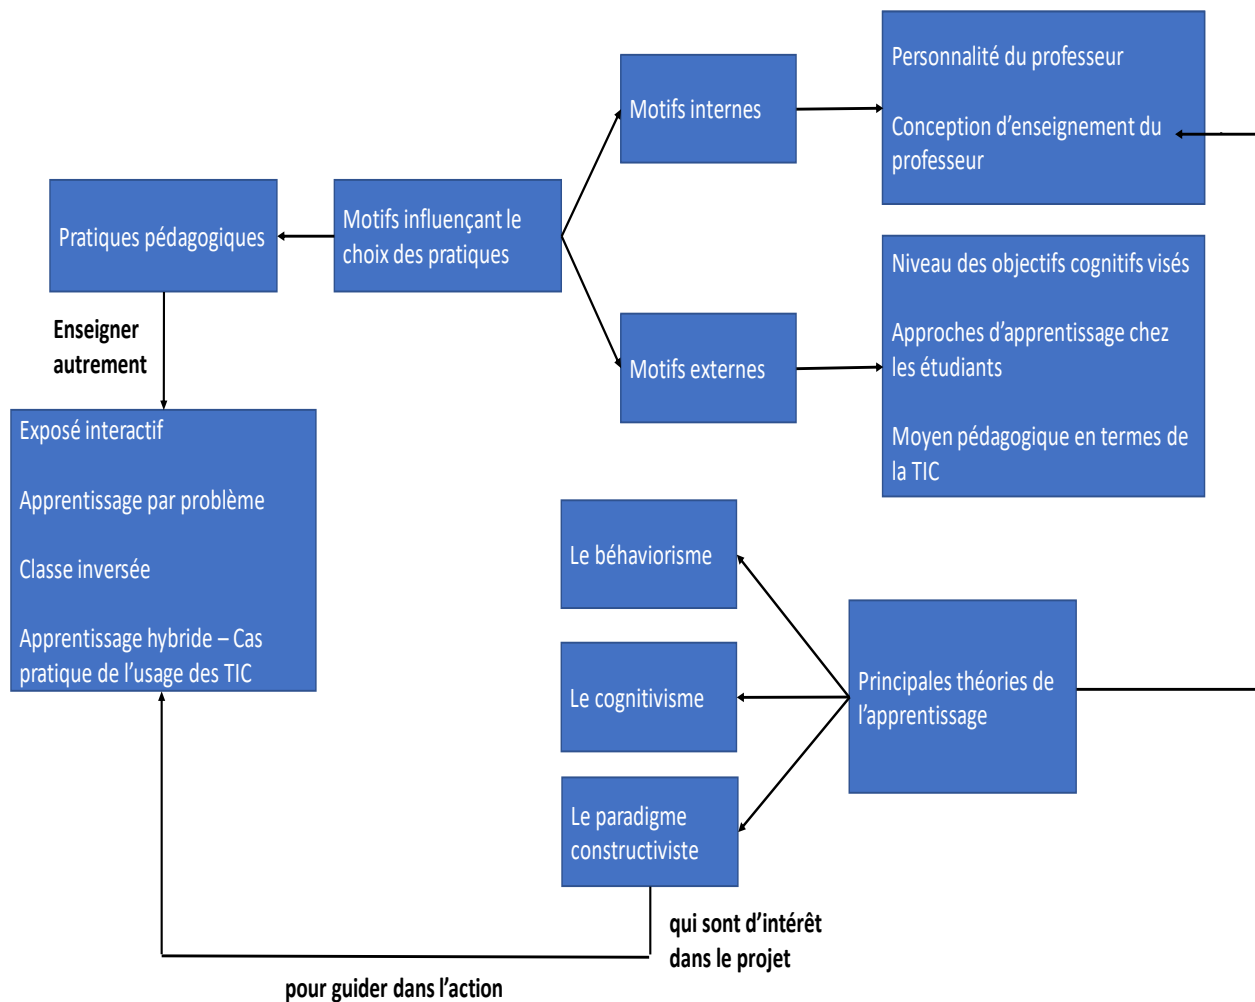 Personnalité du professeur
Conception d’enseignement du
professeur
Motifs internes
Pratiques pédagogiques
Motifs influençant le
choix des pratiques
Niveau des objectifs cognitifs visés
Approches d’apprentissage chez
les étudiants
Moyen pédagogique en termes de
la TIC
Motifs externes
Enseigner
autrement
Exposé interactif
Apprentissage par problème
Classe inversée
Apprentissage hybride – Cas
pratique de l’usage des TIC
Le béhaviorisme
Le cognitivisme
Le paradigme
constructiviste
Principales théories de
l’apprentissage
qui sont d’intérêt
dans le projet
pour guider dans l’action